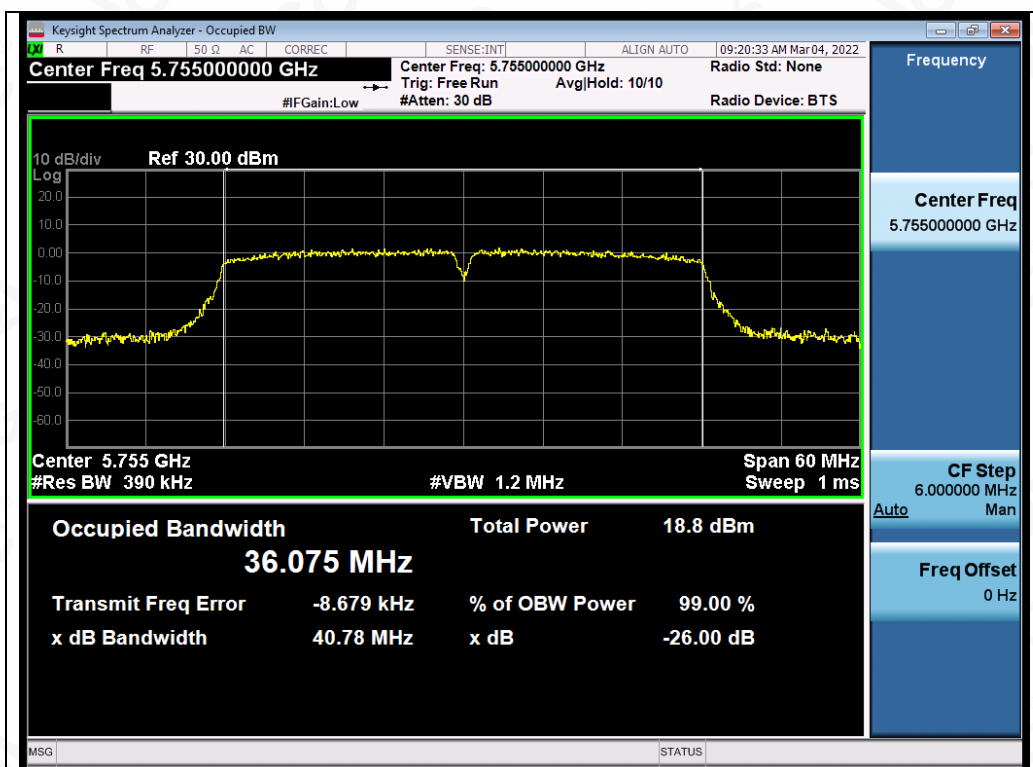 Keysight Spectrum Analyzer - Occupied BW
LXI R RF 50 Ω AC CORREC SENSE:INT ALIGN AUTO 09:20:33 AM Mar 04, 2022
Center Freq 5.755000000 GHz
#IFGain:Low
Center Freq: 5.755000000 GHz
Trig: Free Run Avg|Hold: 10/10
#Atten: 30 dB
Radio Std: None
Radio Device: BTS
10 dB/div Ref 30.00 dBm
Log
20.0
10.0
0.00
-10.0
-20.0
-30.0
-40.0
-50.0
-60.0
Center 5.755 GHz Span 60 MHz
#Res BW 390 kHz #VBW 1.2 MHz Sweep 1 ms
Occupied Bandwidth Total Power 18.8 dBm
36.075 MHz
Transmit Freq Error -8.679 kHz % of OBW Power 99.00 %
x dB Bandwidth 40.78 MHz x dB -26.00 dB
Frequency
Center Freq
5.755000000 GHz
CF Step
6.000000 MHz
Auto Man
Freq Offset
0 Hz
MSG STATUS